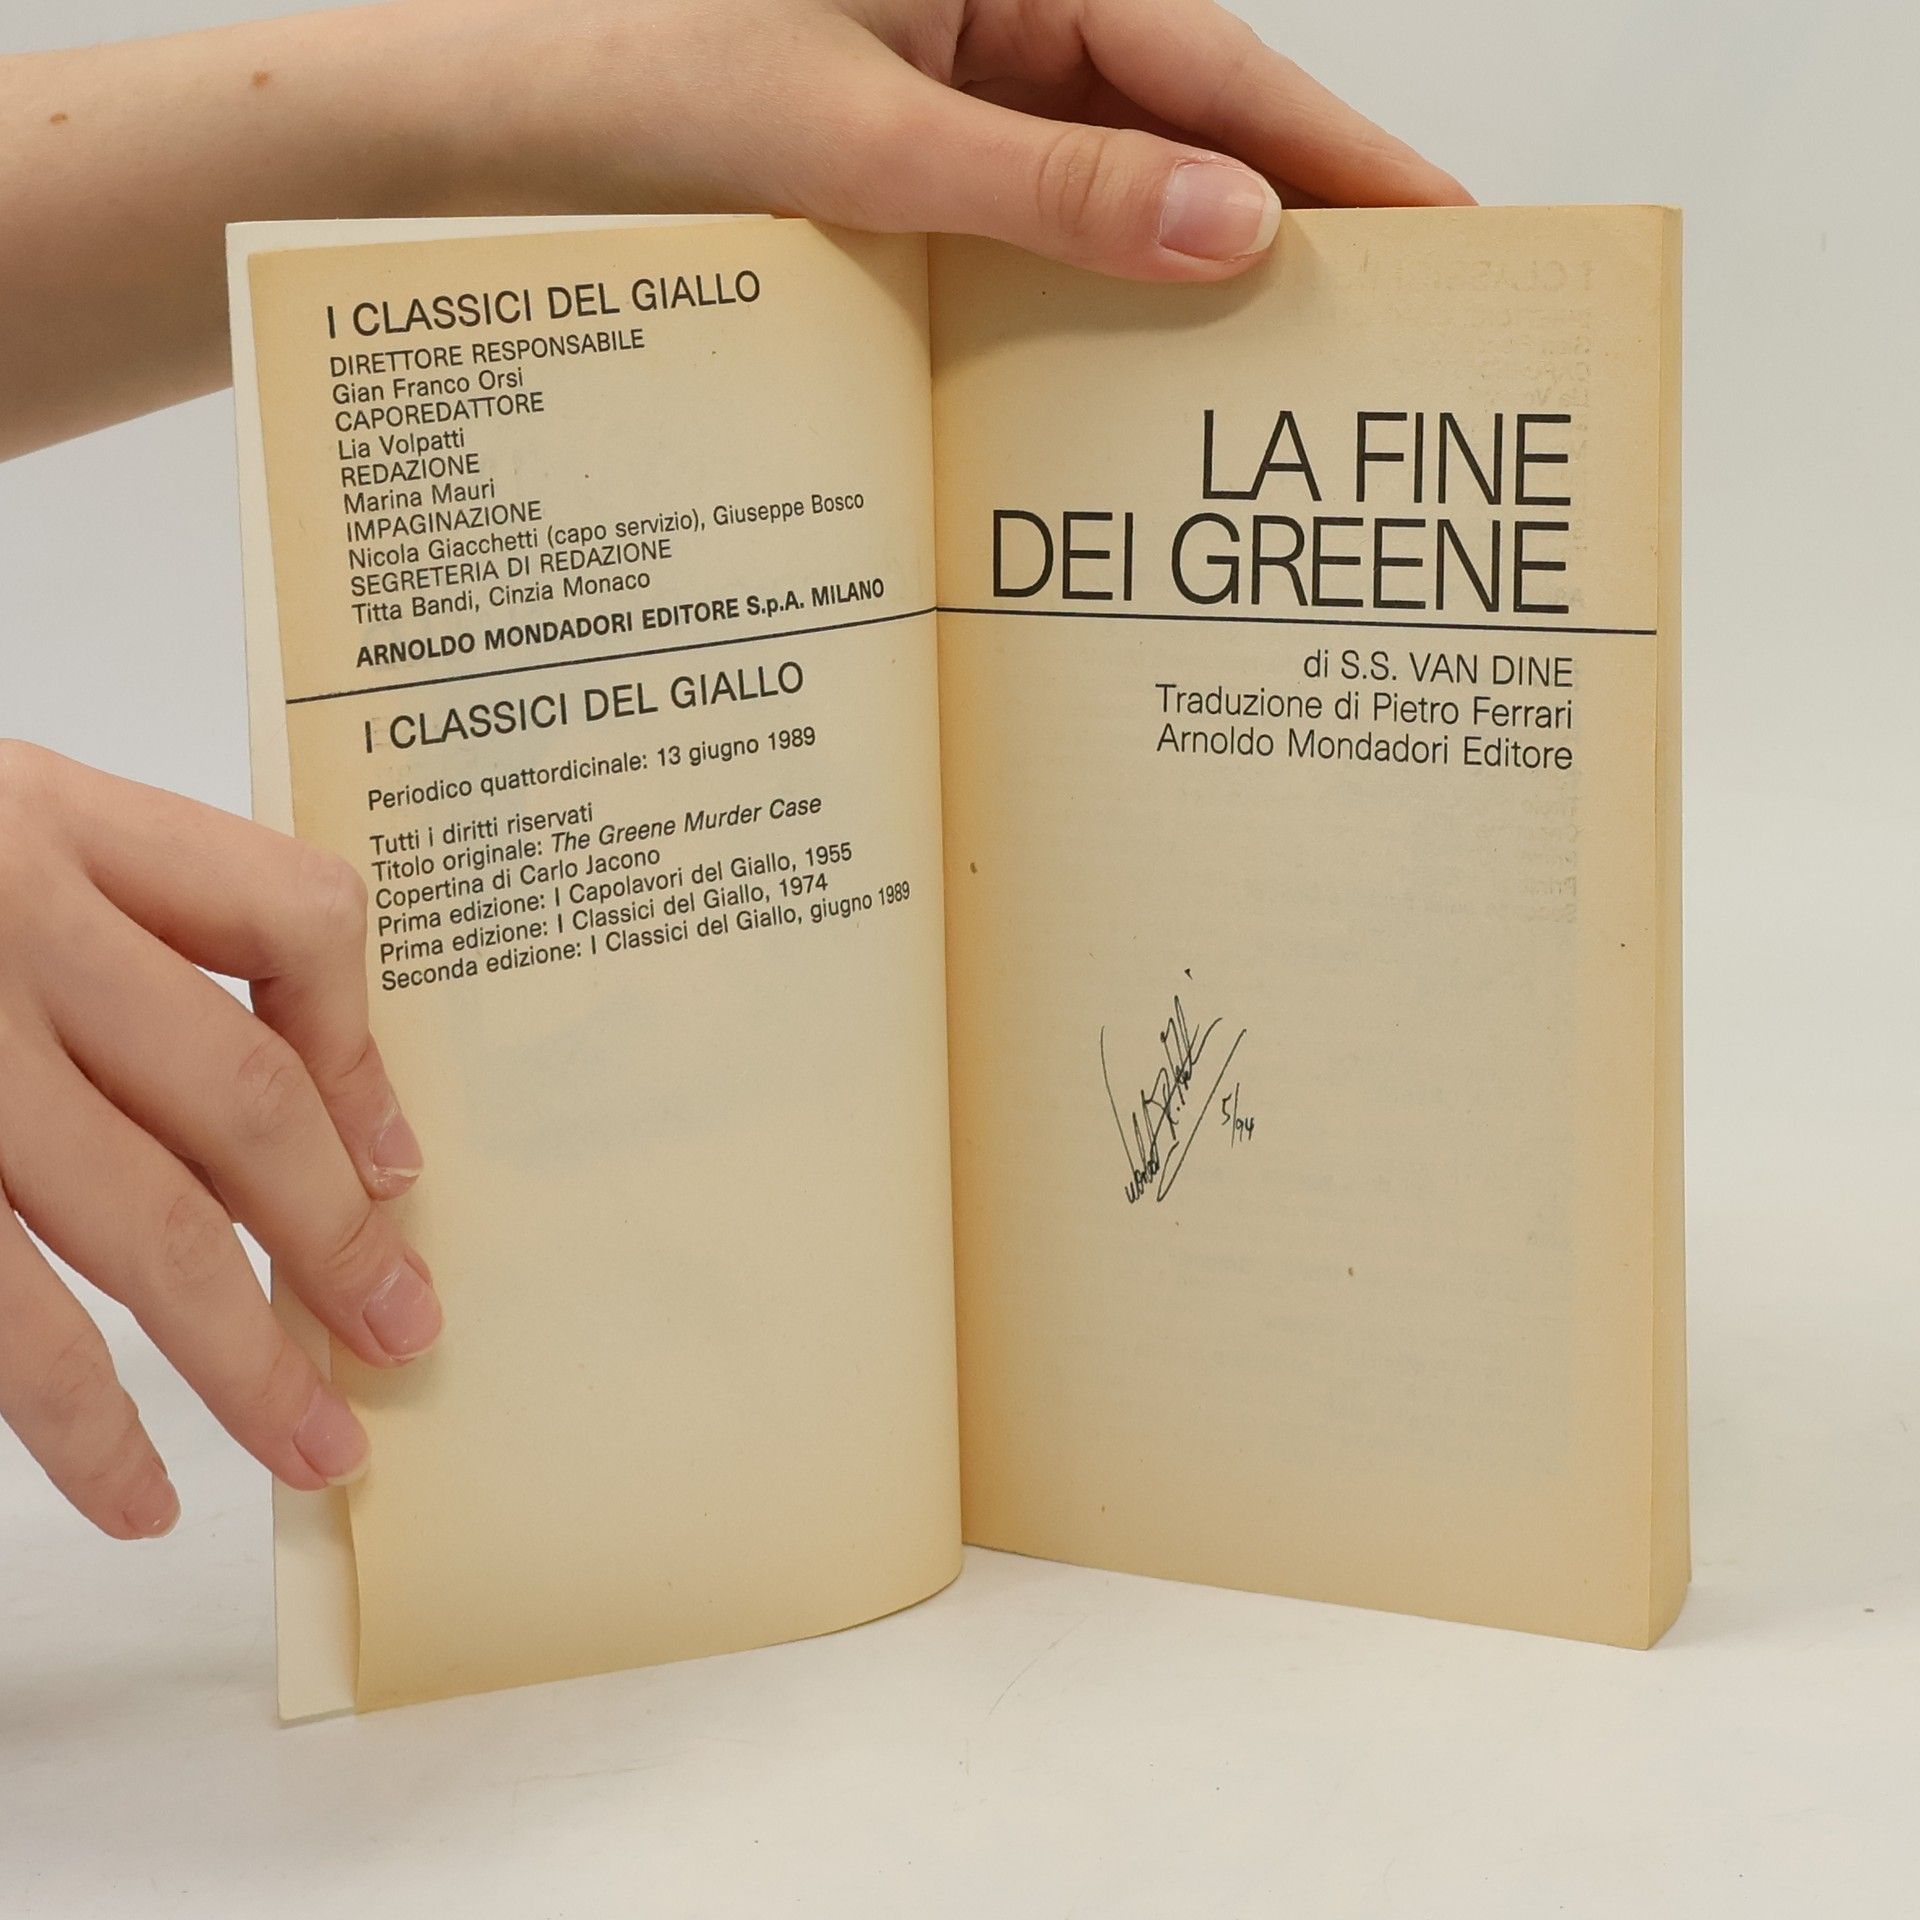 I CLASSICI DEL GIALLO
DIRETTORE RESPONSABILE
Gian Franco Orsi
CAPOREDATTORE
Lia Volpatti
REDAZIONE
Marina Mauri
IMPAGINAZIONE
Nicola Giacchetti (capo servizio), Giuseppe Bosco
SEGRETERIA DI REDAZIONE
Titta Bandi, Cinzia Monaco
ARNOLDO MONDADORI EDITORE S.p.A. MILANO
I CLASSICI DEL GIALLO
Periodico quattordicinale: 13 giugno 1989
Tutti i diritti riservati
Titolo originale: The Greene Murder Case
Copertina di Carlo Jacono
Prima edizione: I Capolavori del Giallo, 1955
Prima edizione: I Classici del Giallo, 1974
Seconda edizione: I Classici del Giallo, giugno 1989
LA FINE
DEI GREENE
di S.S. VAN DINE
Traduzione di Pietro Ferrari
Arnoldo Mondadori Editore
5/94